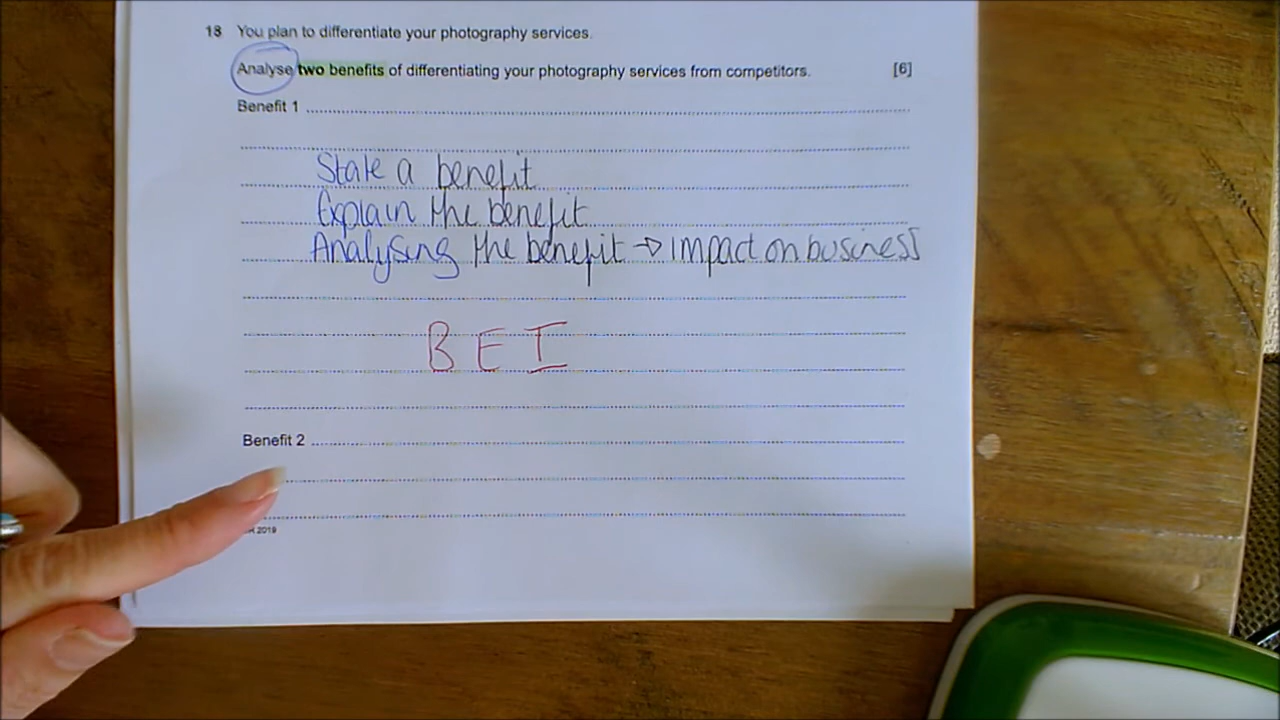 18 You plan to differentiate your photography services.
Analyse two benefits of differentiating your photography services from competitors. [6]
Benefit 1
State a benefit
Explain the benefit
Analysing the benefit → impact on business
B E I
Benefit 2
2019